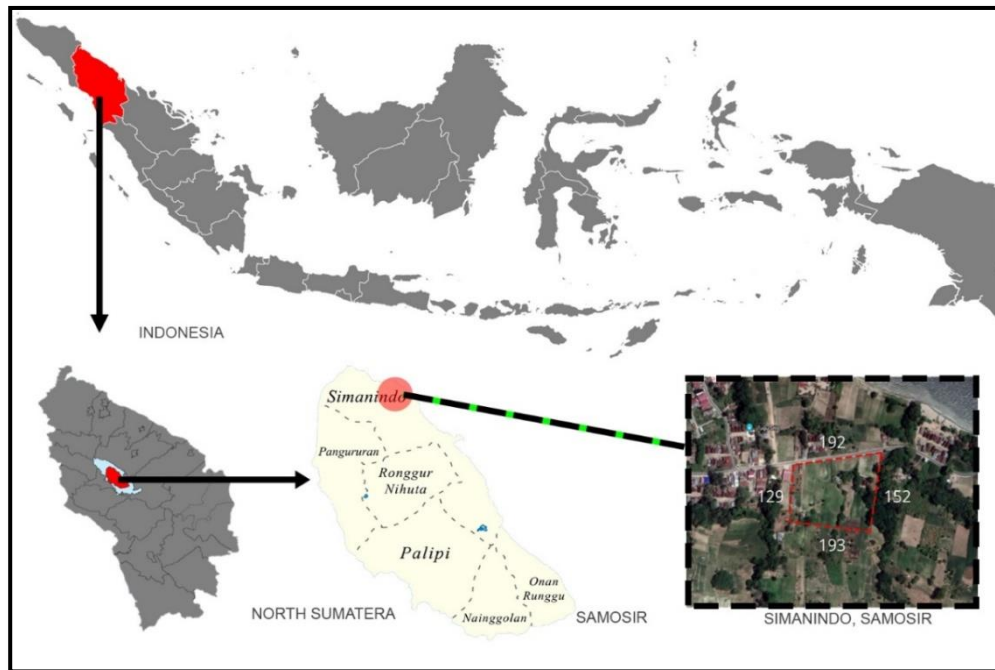 INDONESIA
Simanindo
Pangururan
Ronggur
Nihuta
Palipi
Onan
Runggu
Nainggolan
192
129
152
193
NORTH SUMATERA
SAMOSIR
SIMANINDO, SAMOSIR